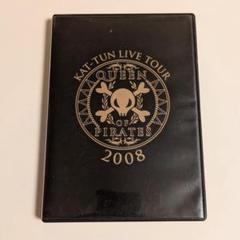 KAT-TUN LIVE TOUR
QUEEN
OF
PIRATES
2008